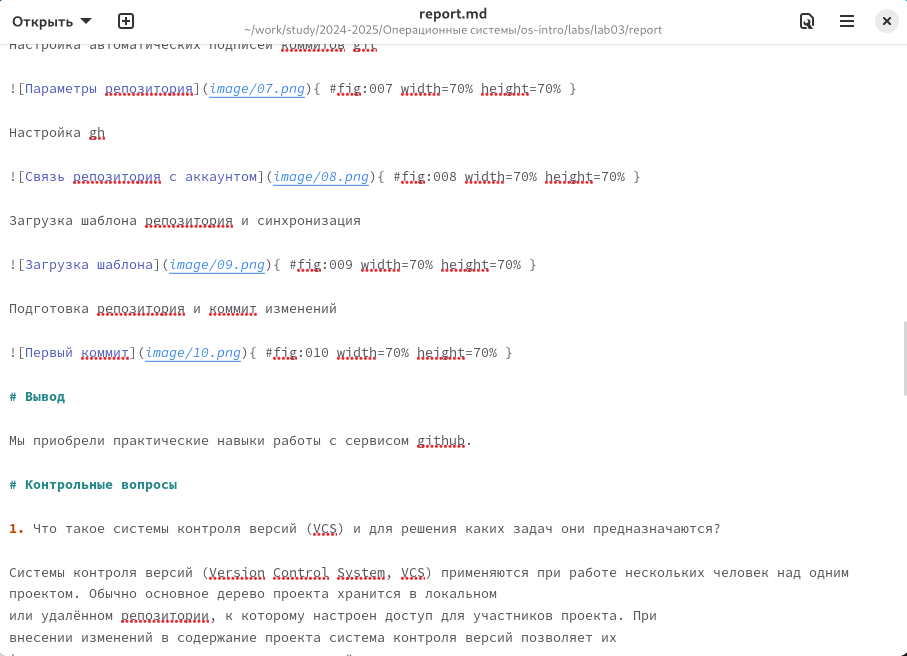 Открыть
report.md
~/work/study/2024-2025/Операционные системы/os-intro/labs/lab03/report
Настройка автоматических подписей коммитов git
![Параметры репозитория](image/07.png){ #fig:007 width=70% height=70% }
Настройка gh
![Связь репозитория с аккаунтом](image/08.png){ #fig:008 width=70% height=70% }
Загрузка шаблона репозитория и синхронизация
![Загрузка шаблона](image/09.png){ #fig:009 width=70% height=70% }
Подготовка репозитория и коммит изменений
![Первый коммит](image/10.png){ #fig:010 width=70% height=70% }
# Вывод
Мы приобрели практические навыки работы с сервисом github.
# Контрольные вопросы
1. Что такое системы контроля версий (VCS) и для решения каких задач они предназначаются?
Системы контроля версий (Version Control System, VCS) применяются при работе нескольких человек над одним
проектом. Обычно основное дерево проекта хранится в локальном
или удалённом репозитории, к которому настроен доступ для участников проекта. При
внесении изменений в содержание проекта система контроля версий позволяет их